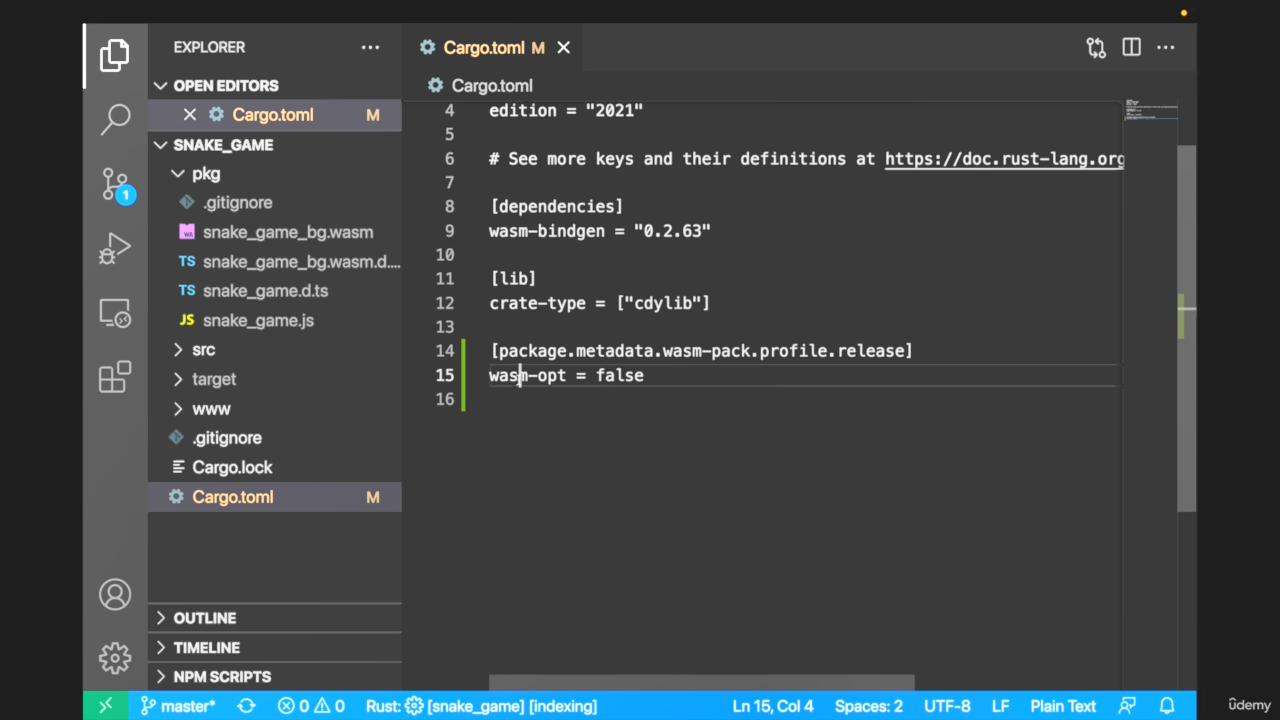 EXPLORER
OPEN EDITORS
Cargo.toml M
SNAKE_GAME
pkg
.gitignore
WA snake_game_bg.wasm
TS snake_game_bg.wasm.d....
TS snake_game.d.ts
JS snake_game.js
src
target
www
.gitignore
Cargo.lock
Cargo.toml M
OUTLINE
TIMELINE
NPM SCRIPTS
1
Cargo.toml M
Cargo.toml
4 edition = "2021"
5
6 # See more keys and their definitions at https://doc.rust-lang.org
7
8 [dependencies]
9 wasm-bindgen = "0.2.63"
10
11 [lib]
12 crate-type = ["cdylib"]
13
14 [package.metadata.wasm-pack.profile.release]
15 wasm-opt = false
16
master* 0 0 Rust: [snake_game] [indexing] Ln 15, Col 4 Spaces: 2 UTF-8 LF Plain Text
ûdemy